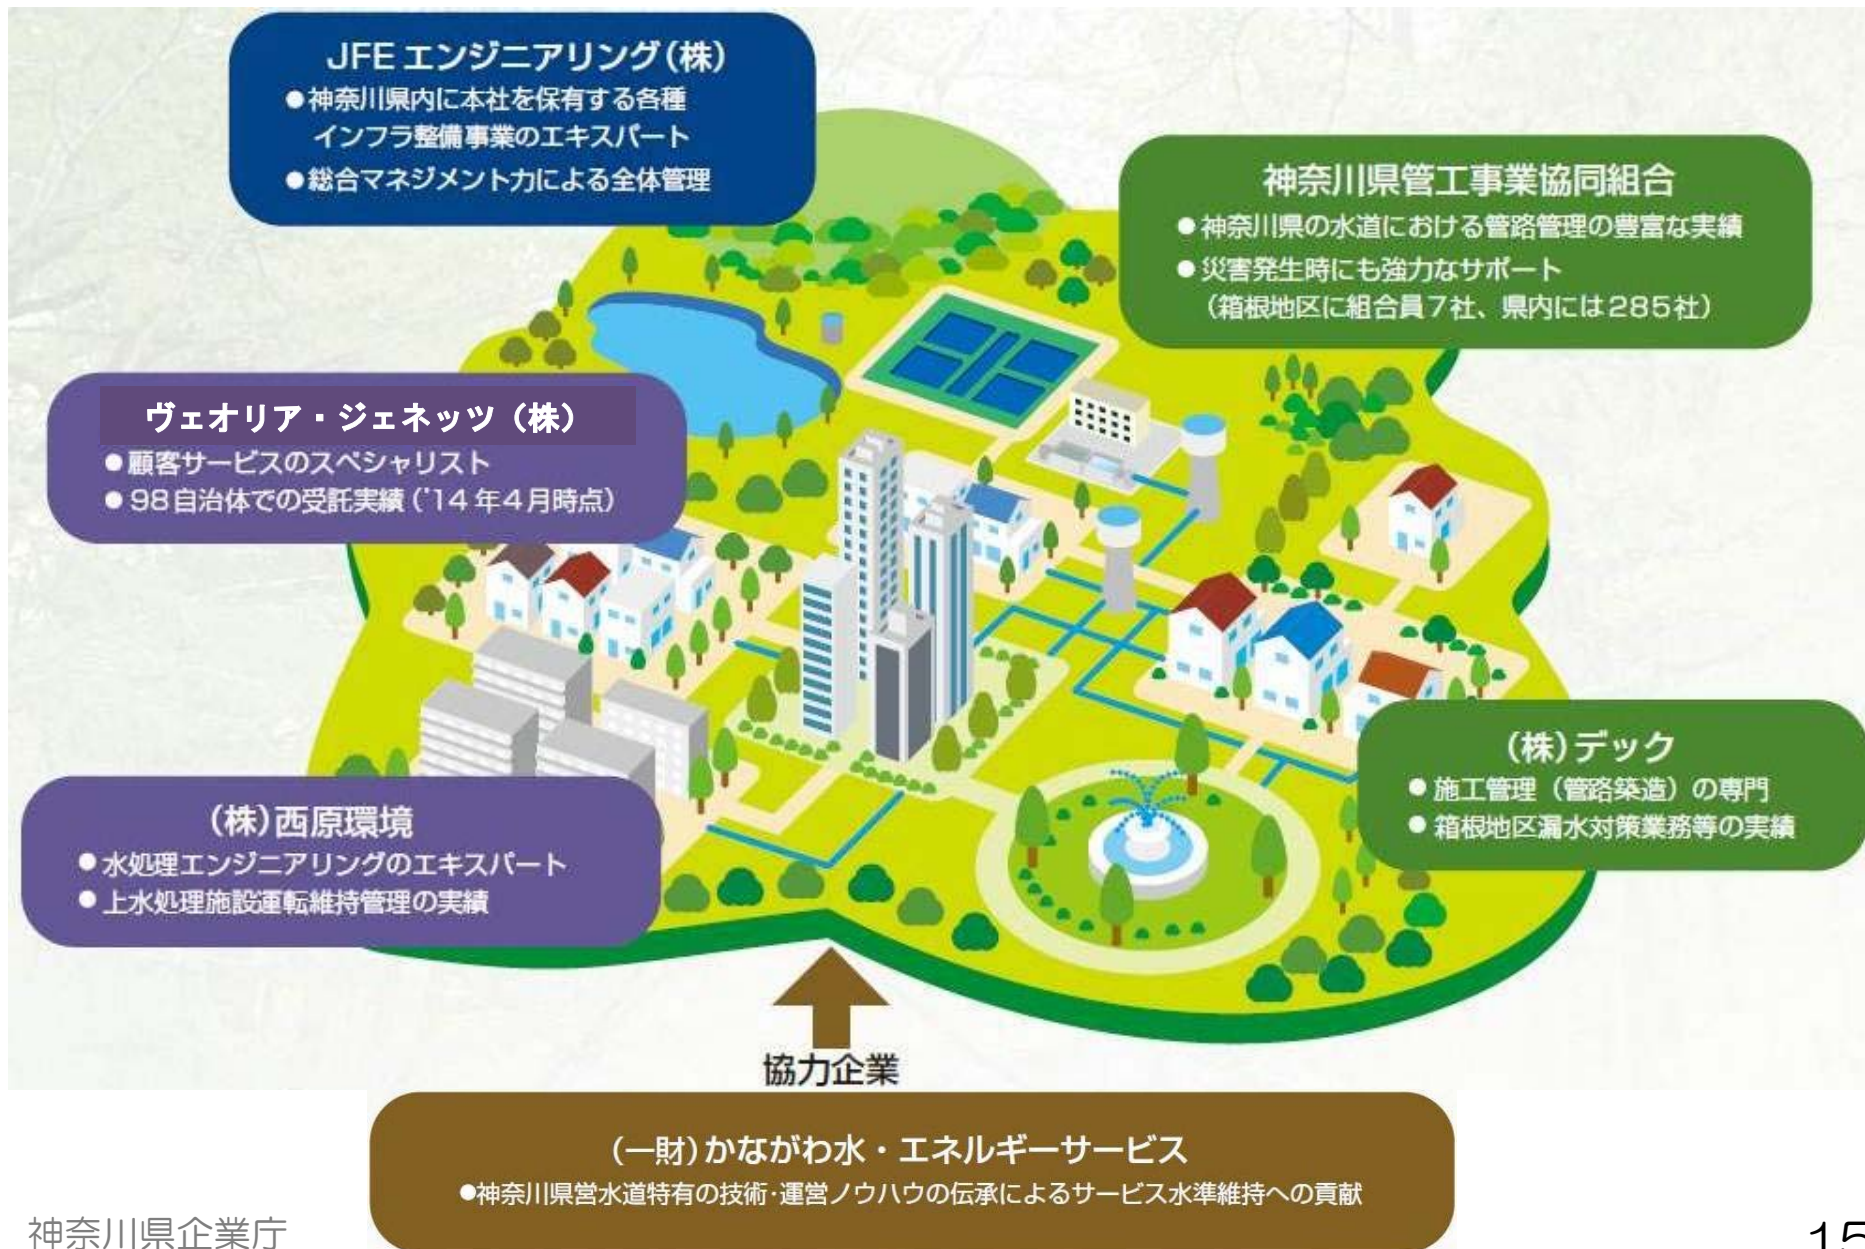 JFEエンジニアリング(株)
●神奈川県内に本社を保有する各種
インフラ整備事業のエキスパート
●総合マネジメント力による全体管理
神奈川県管工事業協同組合
●神奈川県の水道における管路管理の豊富な実績
●災害発生時にも強力なサポート
(箱根地区に組合員7社、県内には285社)
ヴェオリア・ジェネッツ(株)
●顧客サービスのスペシャリスト
●98自治体での受託実績('14年4月時点)
(株)デック
●施工管理(管路築造)の専門
●箱根地区漏水対策業務等の実績
(株)西原環境
●水処理エンジニアリングのエキスパート
●上水処理施設運転維持管理の実績
協力企業
(一財)かながわ水・エネルギーサービス
●神奈川県営水道特有の技術・運営ノウハウの伝承によるサービス水準維持への貢献
神奈川県企業庁
15